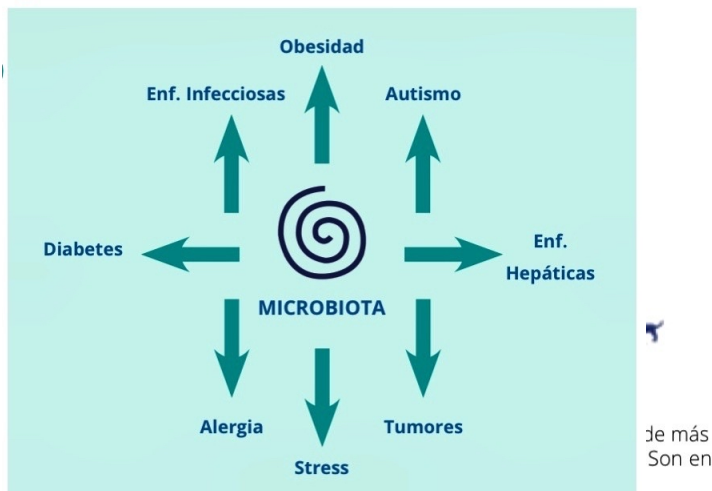 Obesidad
Enf. Infecciosas
Autismo
Diabetes
Enf.
Hepáticas
MICROBIOTA
Alergia
Tumores
Stress
de más
Son en